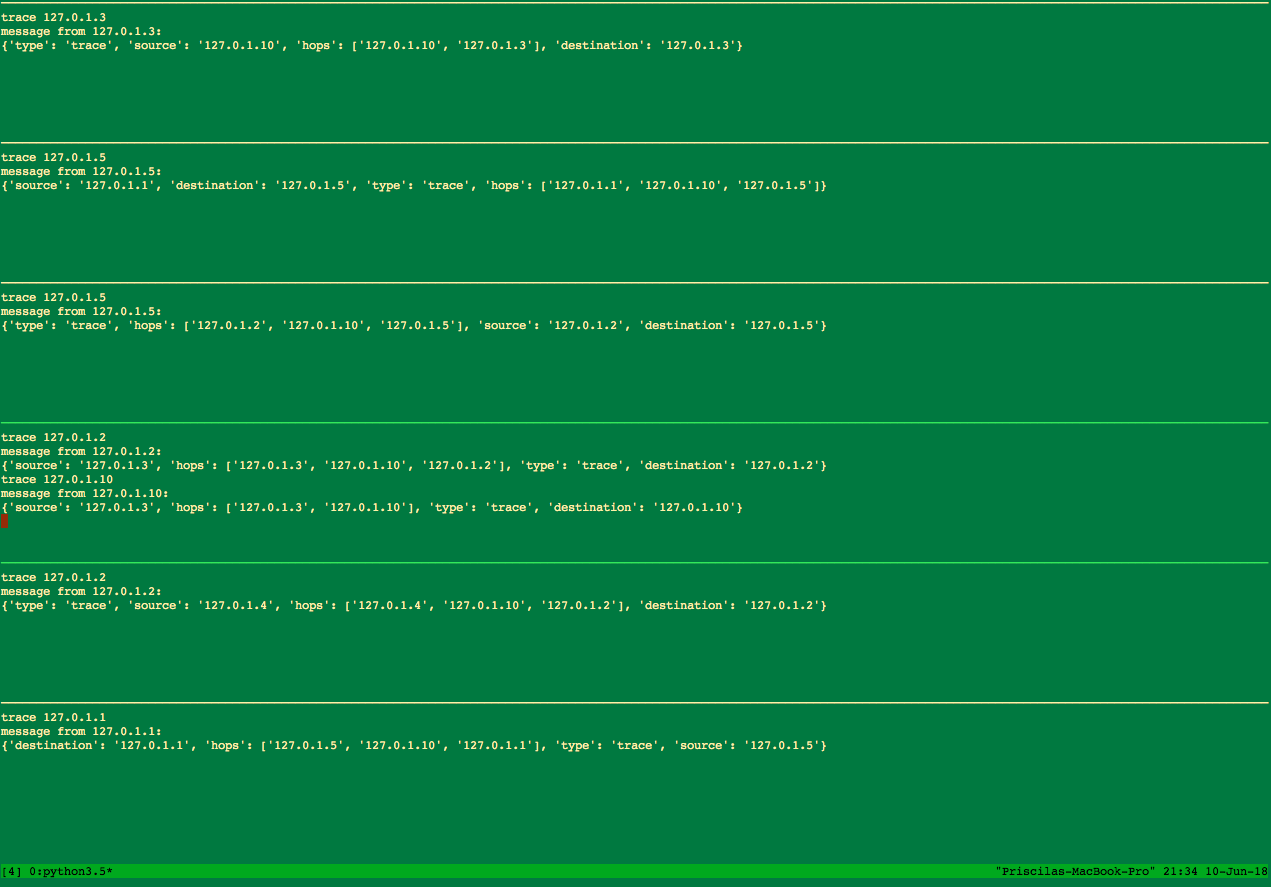 trace 127.0.1.3
message from 127.0.1.3:
{'type': 'trace', 'source': '127.0.1.10', 'hops': ['127.0.1.10', '127.0.1.3'], 'destination': '127.0.1.3'}
trace 127.0.1.5
message from 127.0.1.5:
{'source': '127.0.1.1', 'destination': '127.0.1.5', 'type': 'trace', 'hops': ['127.0.1.1', '127.0.1.10', '127.0.1.5']}
trace 127.0.1.5
message from 127.0.1.5:
{'type': 'trace', 'hops': ['127.0.1.2', '127.0.1.10', '127.0.1.5'], 'source': '127.0.1.2', 'destination': '127.0.1.5'}
trace 127.0.1.2
message from 127.0.1.2:
{'source': '127.0.1.3', 'hops': ['127.0.1.3', '127.0.1.10', '127.0.1.2'], 'type': 'trace', 'destination': '127.0.1.2'}
trace 127.0.1.10
message from 127.0.1.10:
{'source': '127.0.1.3', 'hops': ['127.0.1.3', '127.0.1.10'], 'type': 'trace', 'destination': '127.0.1.10'}
trace 127.0.1.2
message from 127.0.1.2:
{'type': 'trace', 'source': '127.0.1.4', 'hops': ['127.0.1.4', '127.0.1.10', '127.0.1.2'], 'destination': '127.0.1.2'}
trace 127.0.1.1
message from 127.0.1.1:
{'destination': '127.0.1.1', 'hops': ['127.0.1.5', '127.0.1.10', '127.0.1.1'], 'type': 'trace', 'source': '127.0.1.5'}
[4] 0:python3.5* "Priscilas-MacBook-Pro" 21:34 10-Jun-18